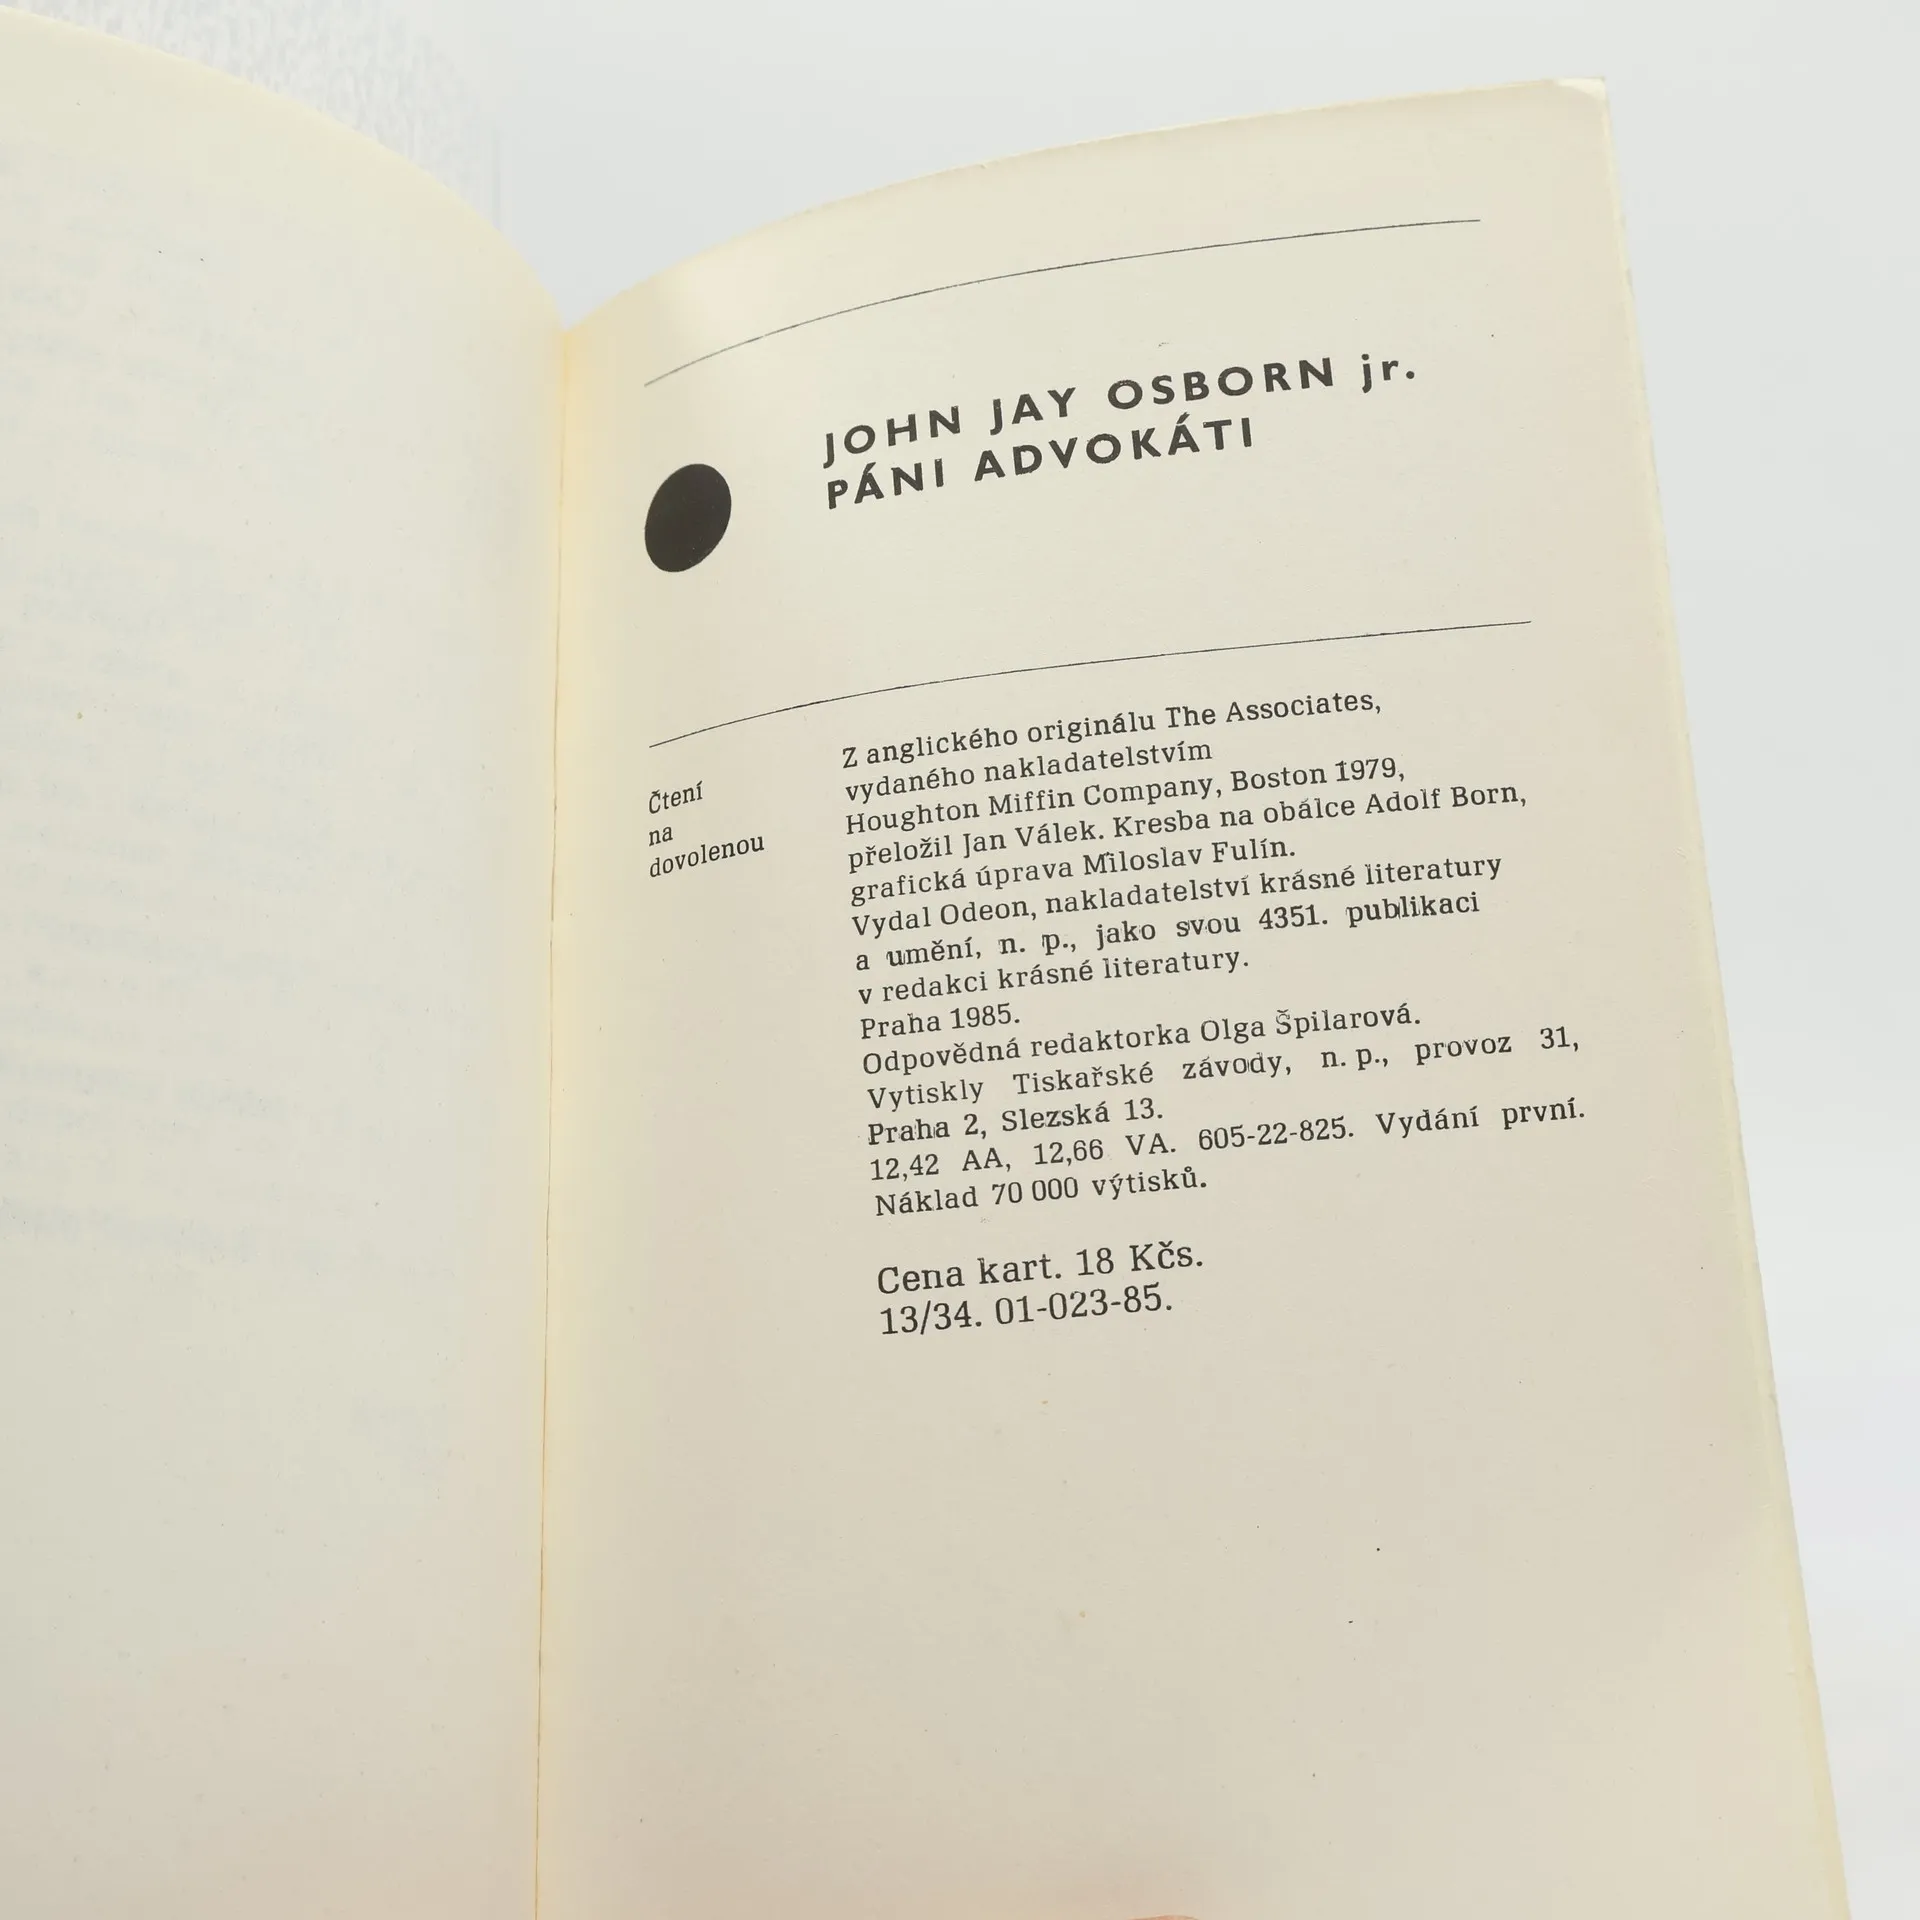 JOHN JAY OSBORN jr.
PÁNI ADVOKÁTI
Čtení
na
dovolenou
Z anglického originálu The Associates,
vydaného nakladatelstvím
Houghton Miffin Company, Boston 1979,
přeložil Jan Válek. Kresba na obálce Adolf Born,
grafická úprava Miloslav Fulín.
Vydal Odeon, nakladatelství krásné literatury
a umění, n. p., jako svou 4351. publikaci
v redakci krásné literatury.
Praha 1985.
Odpovědná redaktorka Olga Špilarová.
Vytiskly Tiskařské závody, n. p., provoz 31,
Praha 2, Slezská 13.
12,42 AA, 12,66 VA. 605-22-825. Vydání první.
Náklad 70 000 výtisků.
Cena kart. 18 Kčs.
13/34. 01-023-85.